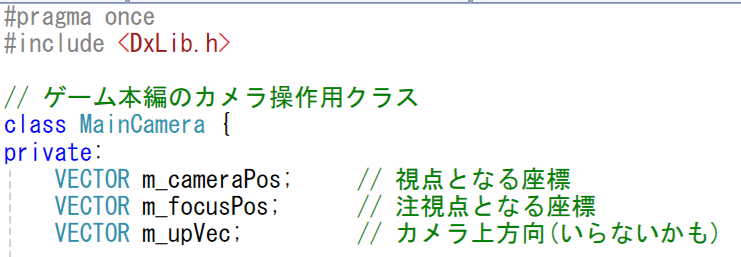 #pragma once
#include <DxLib.h>
// ゲーム本編のカメラ操作用クラス
class MainCamera {
private:
VECTOR m_cameraPos; // 視点となる座標
VECTOR m_focusPos; // 注視点となる座標
VECTOR m_upVec; // カメラ上方向(いらないかも)